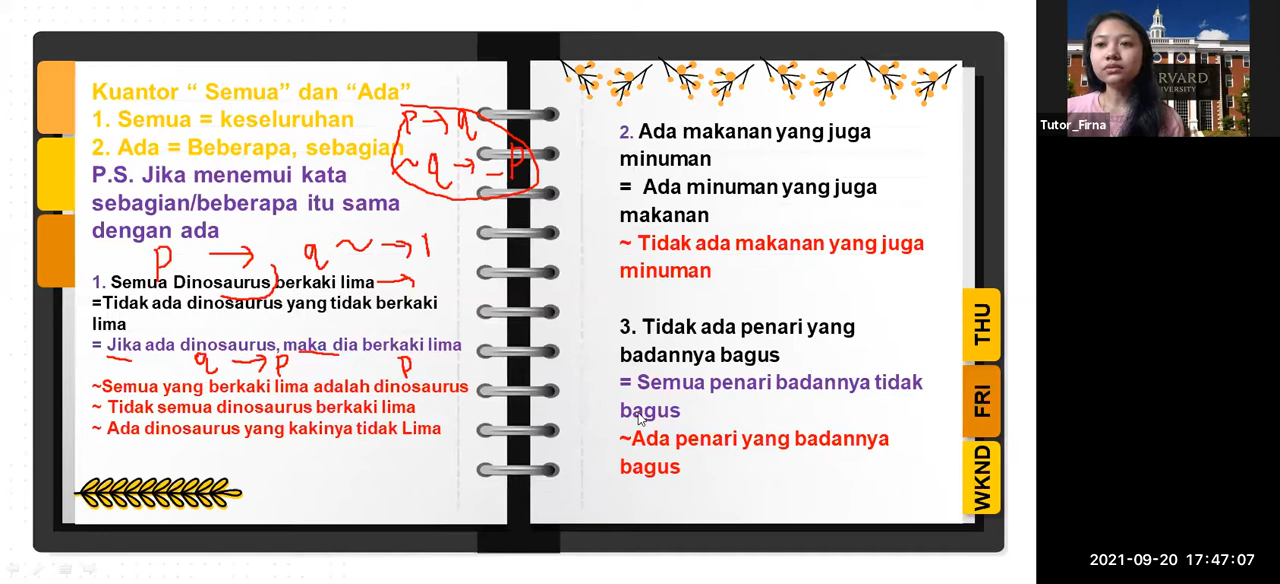 Kuantor “ Semua” dan “Ada”
1. Semua = keseluruhan
2. Ada = Beberapa, sebagian
P.S. Jika menemui kata
sebagian/beberapa itu sama
dengan ada
p → q
~ q → – p
p → q ~ → 1
1. Semua Dinosaurus berkaki lima
=Tidak ada dinosaurus yang tidak berkaki
lima
= Jika ada dinosaurus, maka dia berkaki lima
q → p p
~Semua yang berkaki lima adalah dinosaurus
~ Tidak semua dinosaurus berkaki lima
~ Ada dinosaurus yang kakinya tidak Lima
2. Ada makanan yang juga
minuman
= Ada minuman yang juga
makanan
~ Tidak ada makanan yang juga
minuman
3. Tidak ada penari yang
badannya bagus
= Semua penari badannya tidak
bagus
~Ada penari yang badannya
bagus
THU
FRI
WKND
VARD
VERSITY
Tutor_Firna
2021-09-20 17:47:07